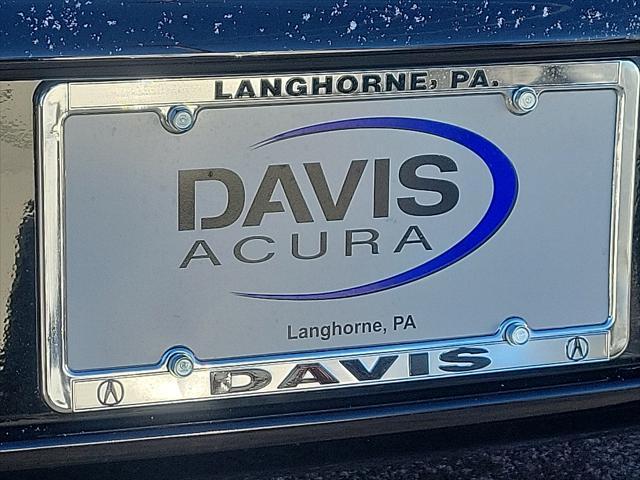 LANGHORNE, PA.
DAVIS
ACURA
Langhorne, PA
DAVIS